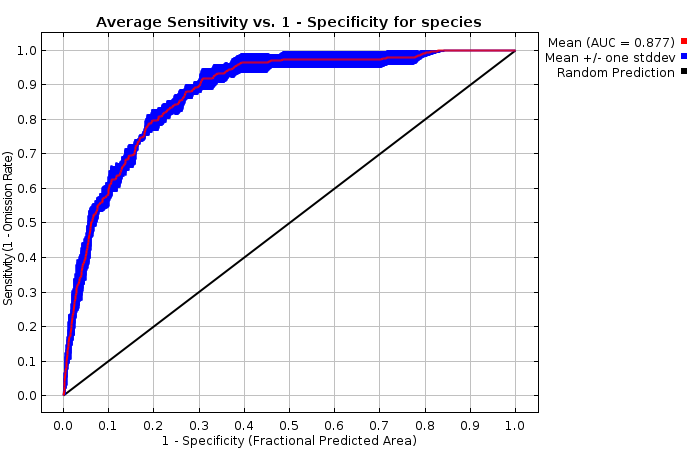 Average Sensitivity vs. 1 - Specificity for species
Mean (AUC = 0.877)
Mean +/- one stddev
Random Prediction
Sensitivity (1 - Omission Rate)
1.0
0.9
0.8
0.7
0.6
0.5
0.4
0.3
0.2
0.1
0.0
0.0 0.1 0.2 0.3 0.4 0.5 0.6 0.7 0.8 0.9 1.0
1 - Specificity (Fractional Predicted Area)